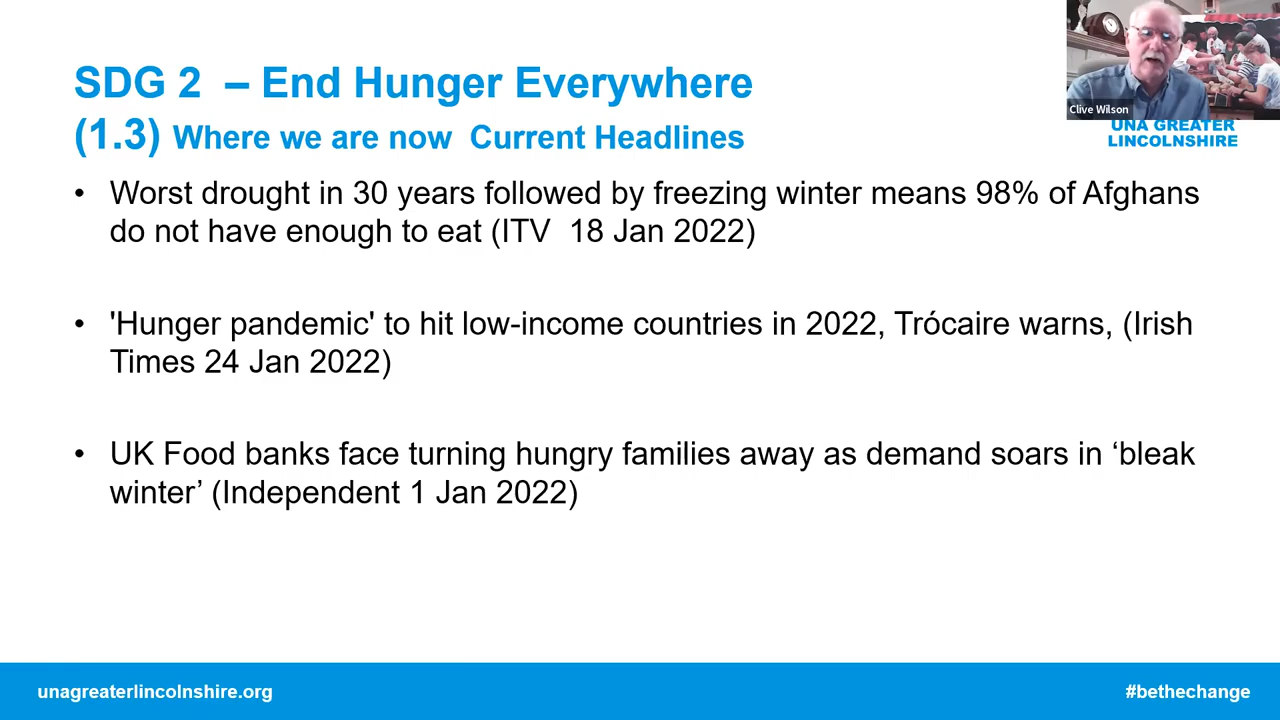 SDG 2 – End Hunger Everywhere
(1.3) Where we are now Current Headlines
Clive Wilson
UNA GREATER
LINCOLNSHIRE
• Worst drought in 30 years followed by freezing winter means 98% of Afghans
do not have enough to eat (ITV 18 Jan 2022)
• 'Hunger pandemic' to hit low-income countries in 2022, Trócaire warns, (Irish
Times 24 Jan 2022)
• UK Food banks face turning hungry families away as demand soars in ‘bleak
winter’ (Independent 1 Jan 2022)
unagreaterlincolnshire.org
#bethechange